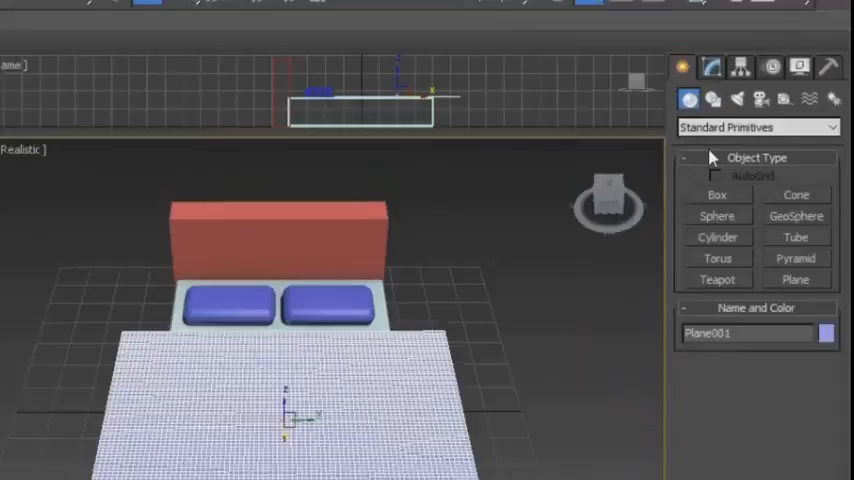 ame ]
Realistic ]
Standard Primitives
- Object Type
AutoGrid
Box Cone
Sphere GeoSphere
Cylinder Tube
Torus Pyramid
Teapot Plane
- Name and Color
Plane001
z
x